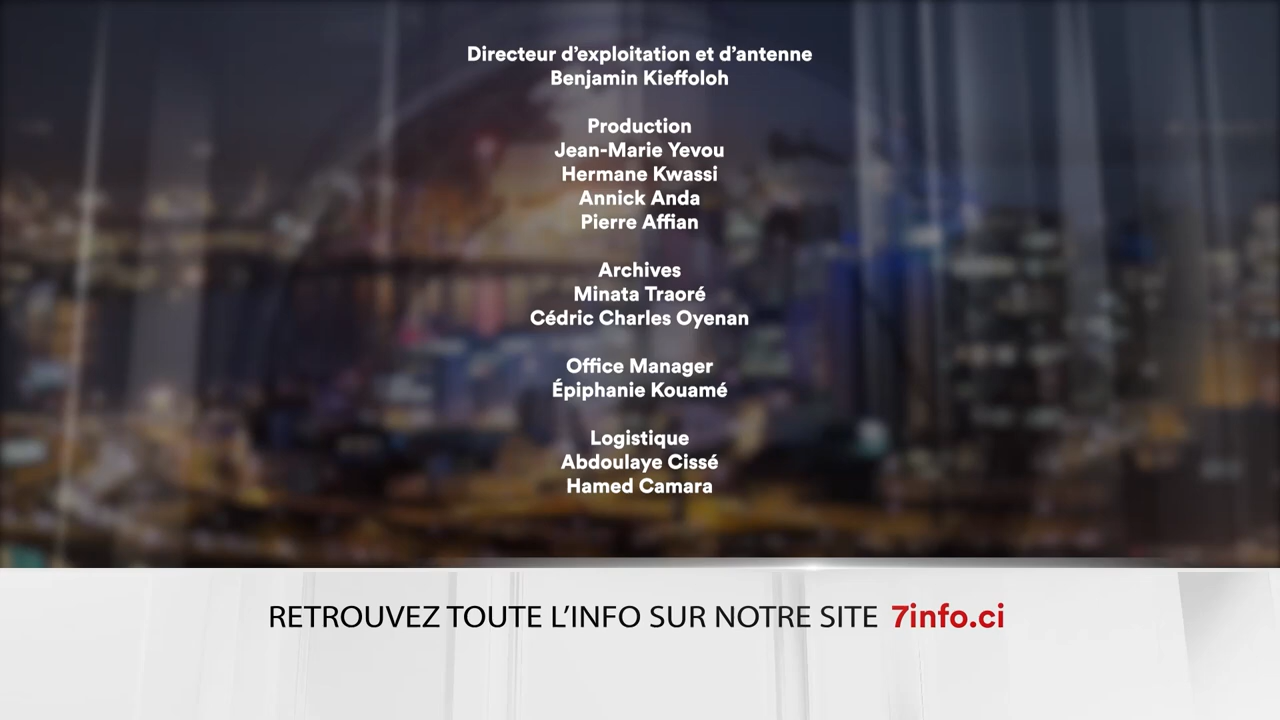 Directeur d’exploitation et d’antenne
Benjamin Kieffoloh
Production
Jean-Marie Yevou
Hermane Kwassi
Annick Anda
Pierre Affian
Archives
Minata Traoré
Cédric Charles Oyenan
Office Manager
Épiphanie Kouamé
Logistique
Abdoulaye Cissé
Hamed Camara
RETROUVEZ TOUTE L’INFO SUR NOTRE SITE 7info.ci